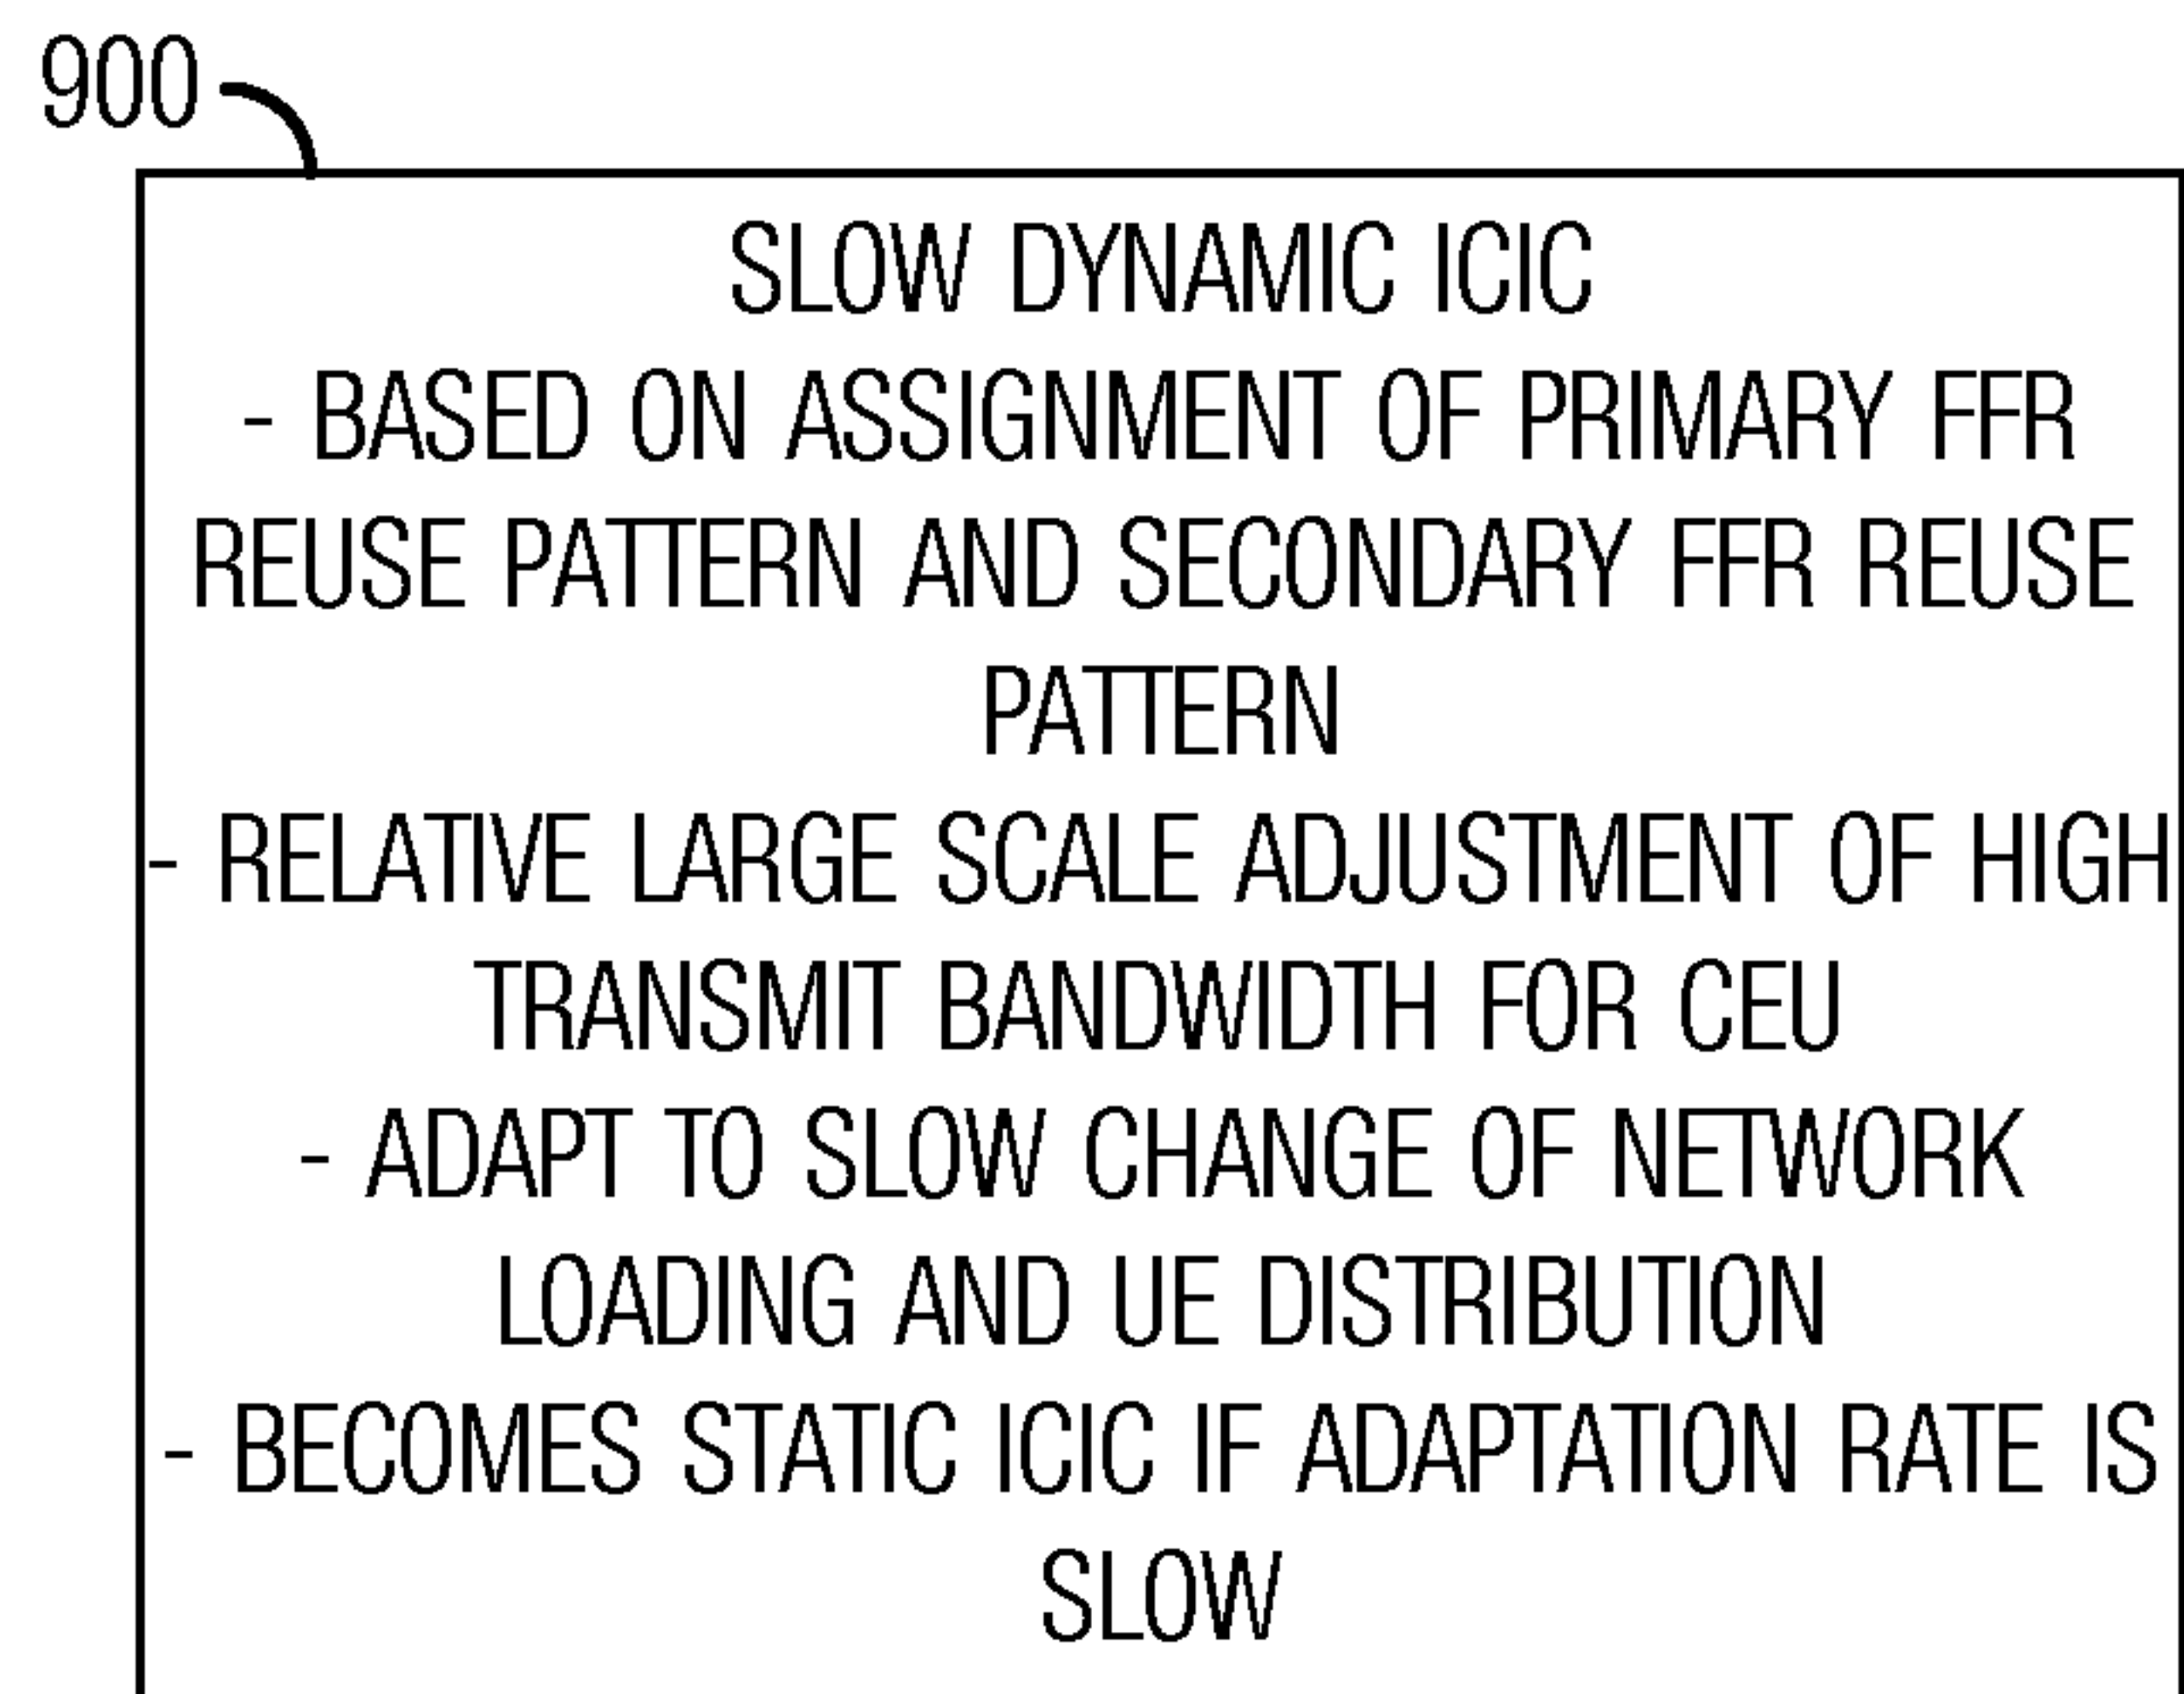 900
SLOW DYNAMIC ICIC
- BASED ON ASSIGNMENT OF PRIMARY FFR
REUSE PATTERN AND SECONDARY FFR REUSE
PATTERN
- RELATIVE LARGE SCALE ADJUSTMENT OF HIGH
TRANSMIT BANDWIDTH FOR CEU
- ADAPT TO SLOW CHANGE OF NETWORK
LOADING AND UE DISTRIBUTION
- BECOMES STATIC ICIC IF ADAPTATION RATE IS
SLOW